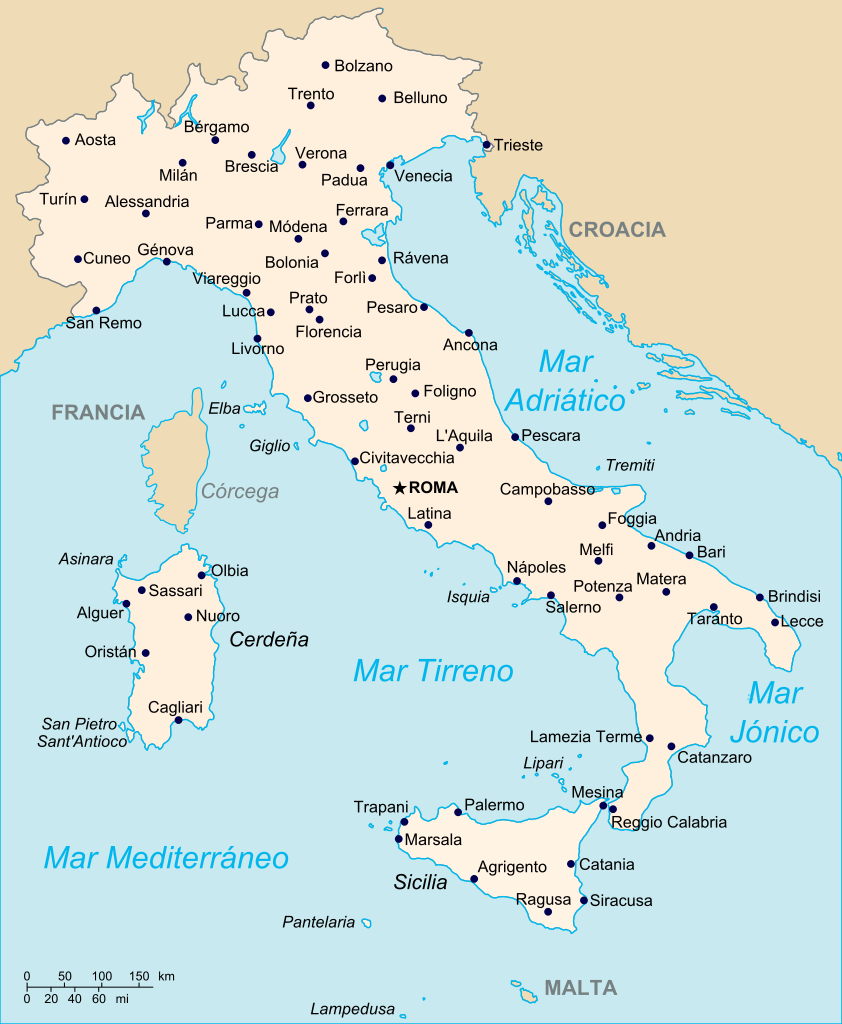 Bolzano
Trento
Belluno
Aosta
Bérgamo
Trieste
Milán
Brescia
Verona
Padua
Venecia
Turín
Alessandria
Parma
Módena
Ferrara
CROACIA
Cuneo
Génova
Bolonia
Rávena
Viareggio
Forlì
San Remo
Lucca
Prato
Florencia
Pesaro
Livorno
Ancona
Perugia
Mar
Adriático
Foligno
Grosseto
FRANCIA
Elba
Terni
Giglio
L'Aquila
Pescara
Civitavecchia
Tremiti
Córcega
ROMA
Campobasso
Latina
Foggia
Andria
Bari
Melfi
Asinara
Olbia
Nápoles
Sassari
Isquia
Potenza
Matera
Brindisi
Alguer
Nuoro
Salerno
Taranto
Lecce
Cerdeña
Oristán
Mar Tirreno
Mar
Jónico
Cagliari
San Pietro
Sant'Antioco
Lamezia Terme
Catanzaro
Lipari
Mesina
Trapani
Palermo
Reggio Calabria
Marsala
Mar Mediterráneo
Sicilia
Agrigento
Catania
Ragusa
Siracusa
Pantelaria
0 50 100 150 km
0 20 40 60 mi
MALTA
Lampedusa